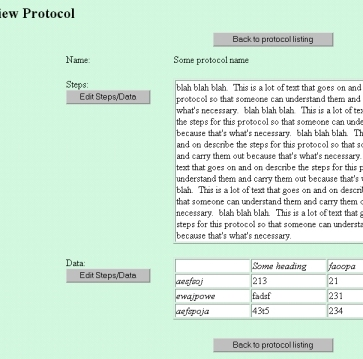 iew Protocol
Back to protocol listing
Name: Some protocol name
Steps:
Edit Steps/Data
blah blah blah. This is a lot of text that goes on and
protocol so that someone can understand them and
what's necessary. blah blah blah. This is a lot of te
the steps for this protocol so that someone can unde
because that's what's necessary. blah blah blah. Th
and on describe the steps for this protocol so that s
and carry them out because that's what's necessary.
text that goes on and on describe the steps for this p
understand them and carry them out because that's
blah. This is a lot of text that goes on and on descri
that someone can understand them and carry them o
necessary. blah blah blah. This is a lot of text that g
steps for this protocol so that someone can understa
because that's what's necessary.
Data:
Edit Steps/Data
Some heading faoopa
aesfsoj 213 21
ewajpowe fadsf 231
aefspoja 43t5 234
Back to protocol listing